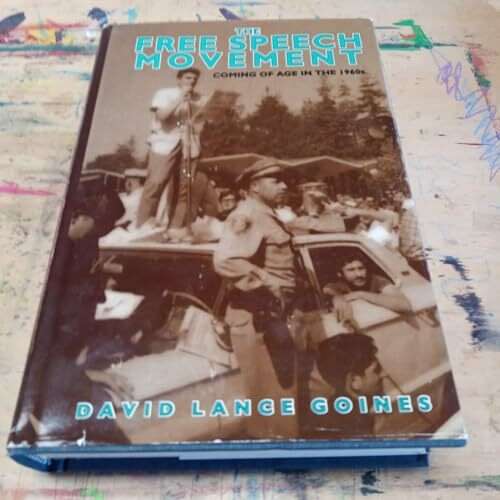 THE
FREE SPEECH
MOVEMENT
COMING OF AGE IN THE 1960s
DAVID LANCE GOINES